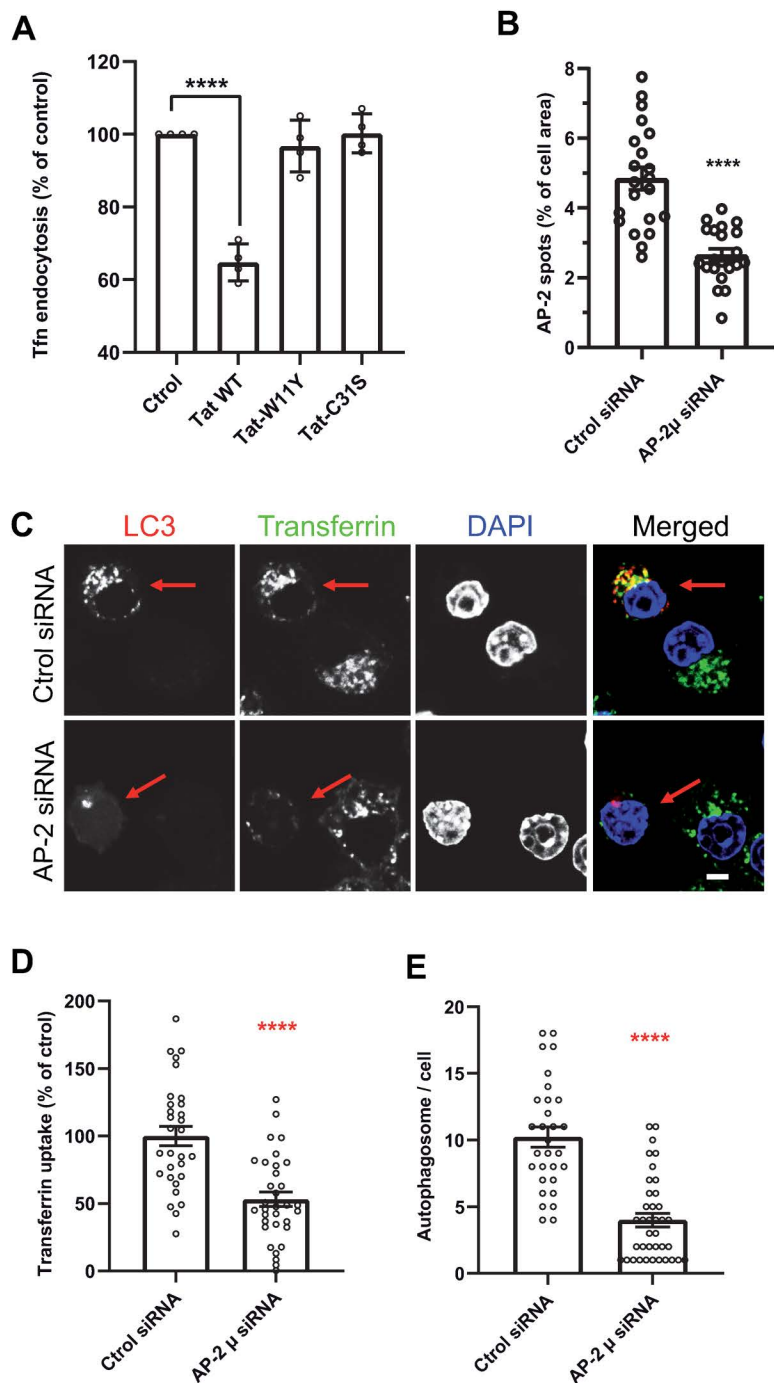 A
Tfn endocytosis (% of control)
120
100
80
60
40
****
Ctrol
Tat WT
Tat-W11Y
Tat-C31S
B
AP-2 spots (% of cell area)
8
6
4
2
0
****
Ctrol siRNA
AP-2µ siRNA
C
LC3
Transferrin
DAPI
Merged
Ctrol siRNA
AP-2 siRNA
D
Transferrin uptake (% of ctrol)
200
150
100
50
0
****
Ctrol siRNA
AP-2 µ siRNA
E
Autophagosome / cell
20
15
10
5
0
****
Ctrol siRNA
AP-2 µ siRNA